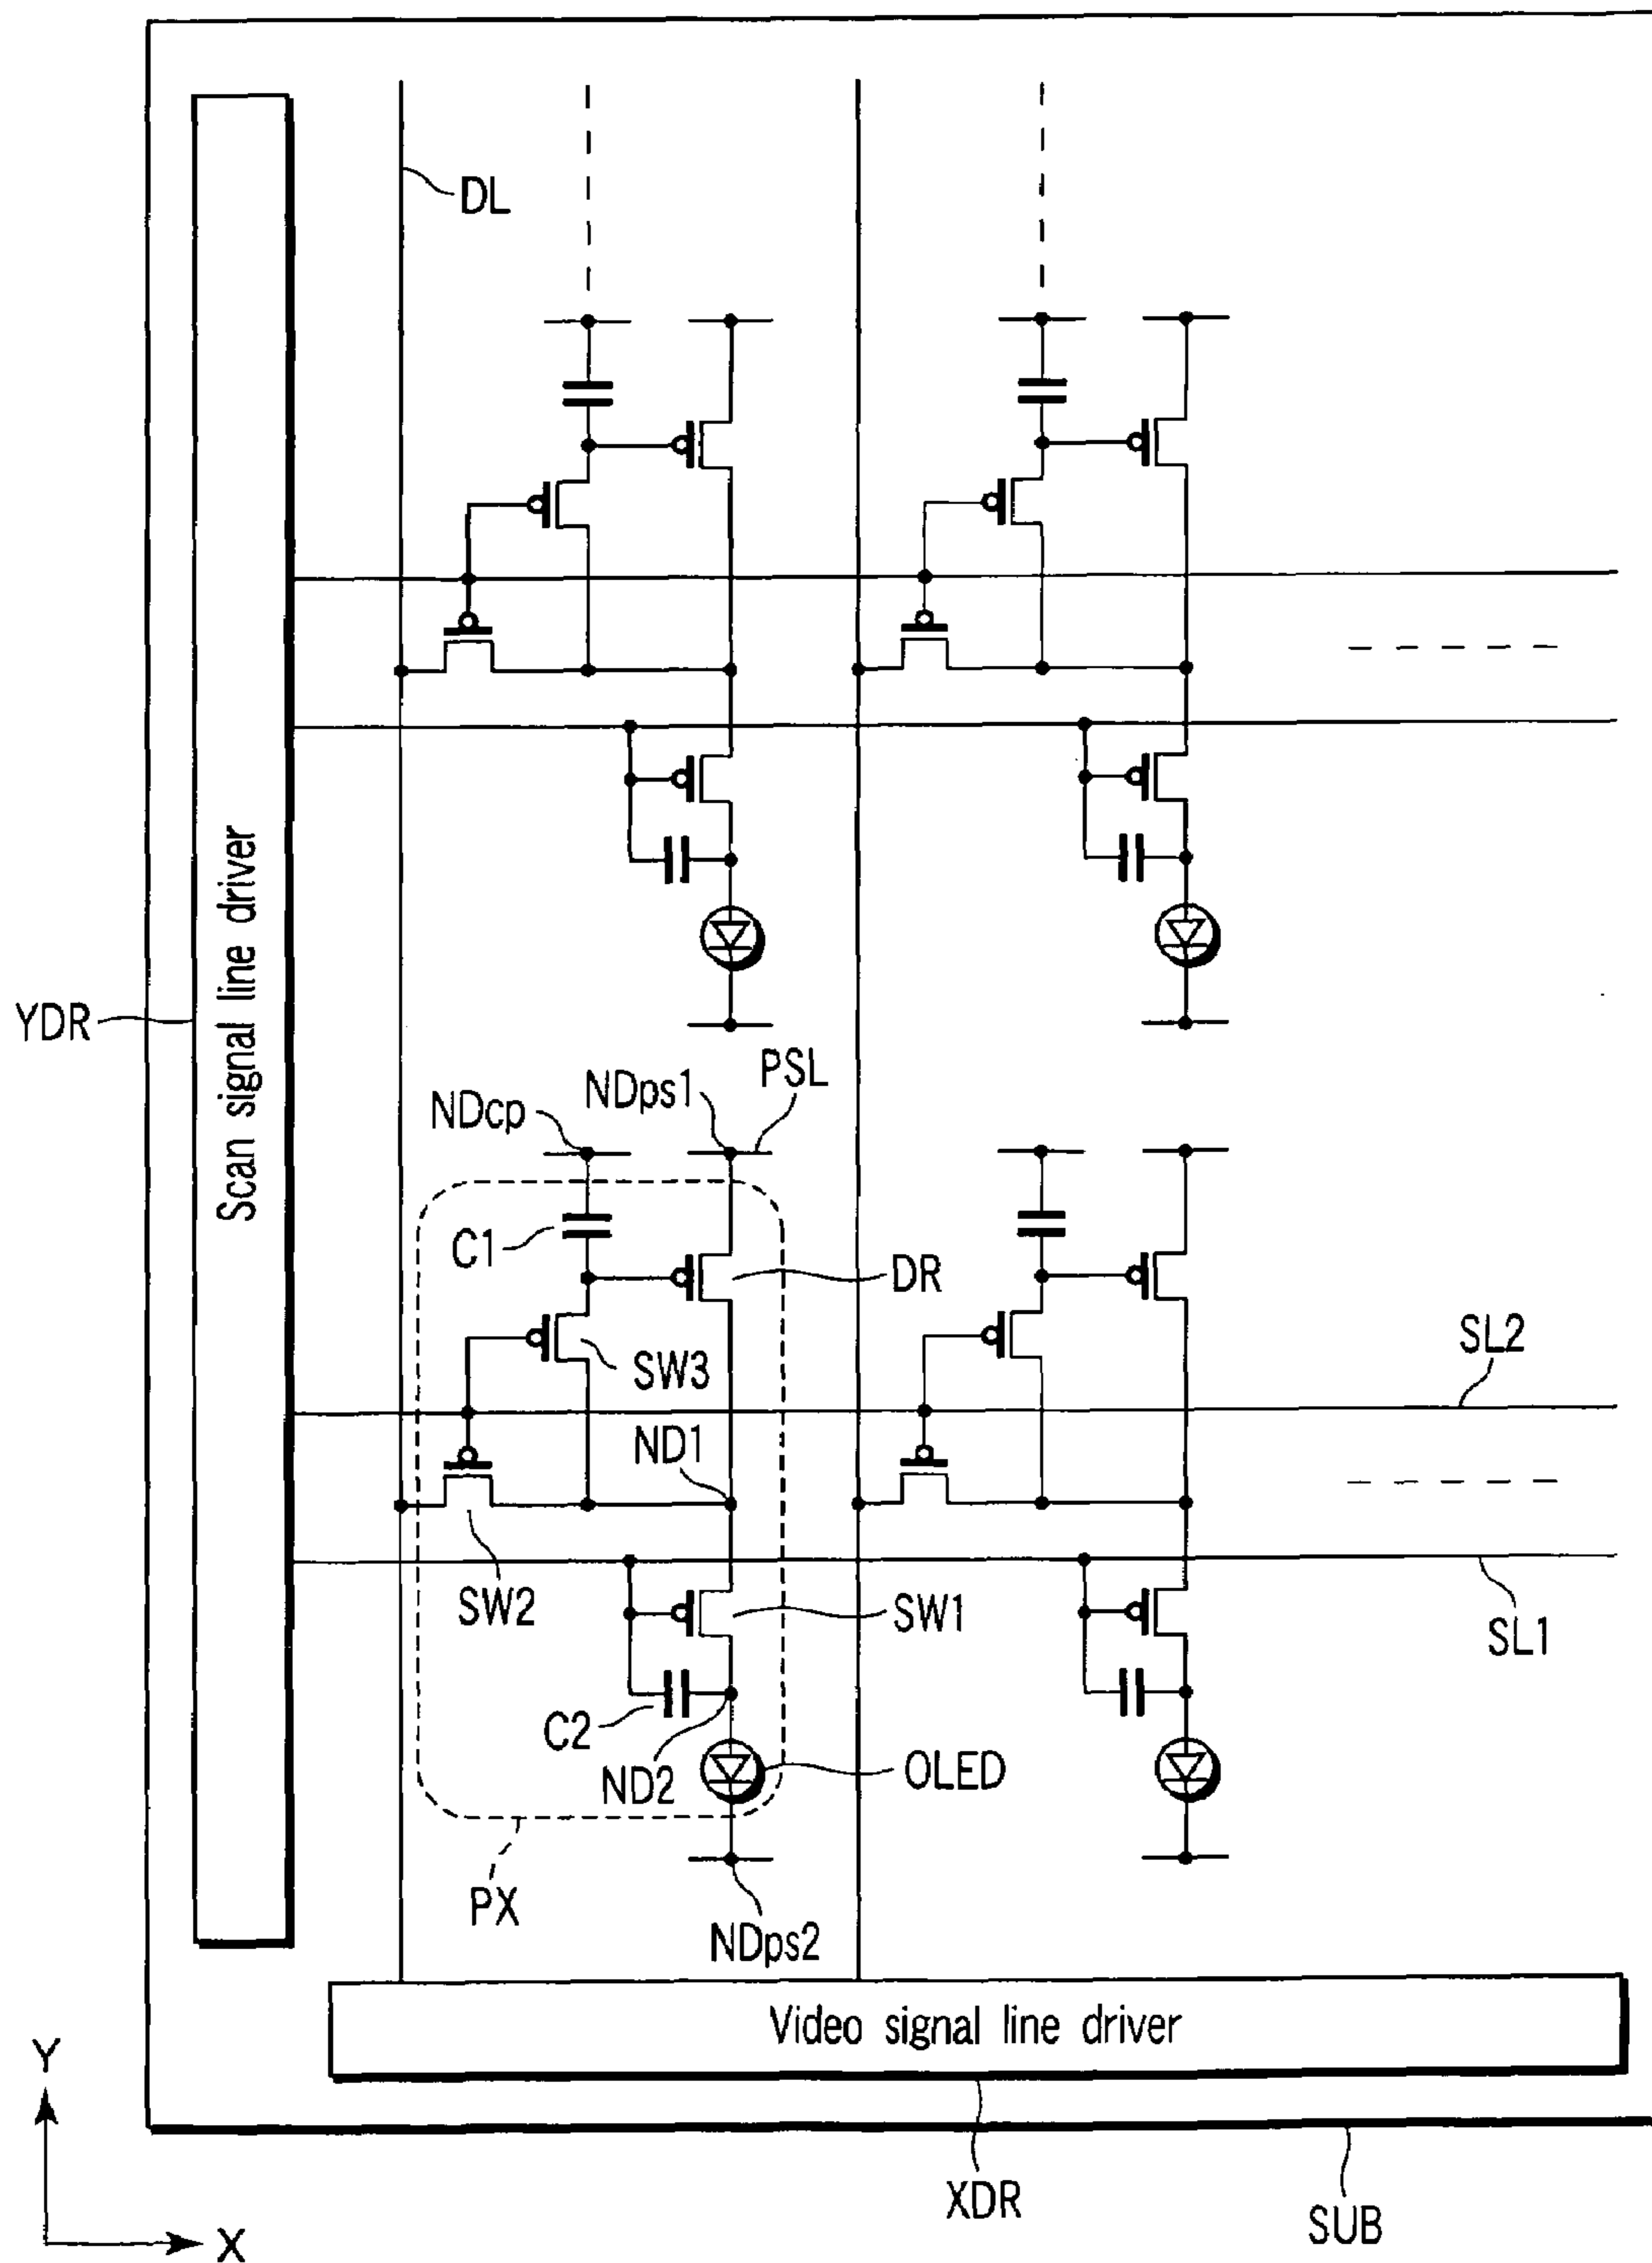 DL
Scan signal line driver
YDR
NDcp
NDps1
PSL
C1
DR
SW3
SL2
ND1
SW2
SW1
SL1
C2
ND2
OLED
PX
NDps2
Video signal line driver
Y
X
XDR
SUB